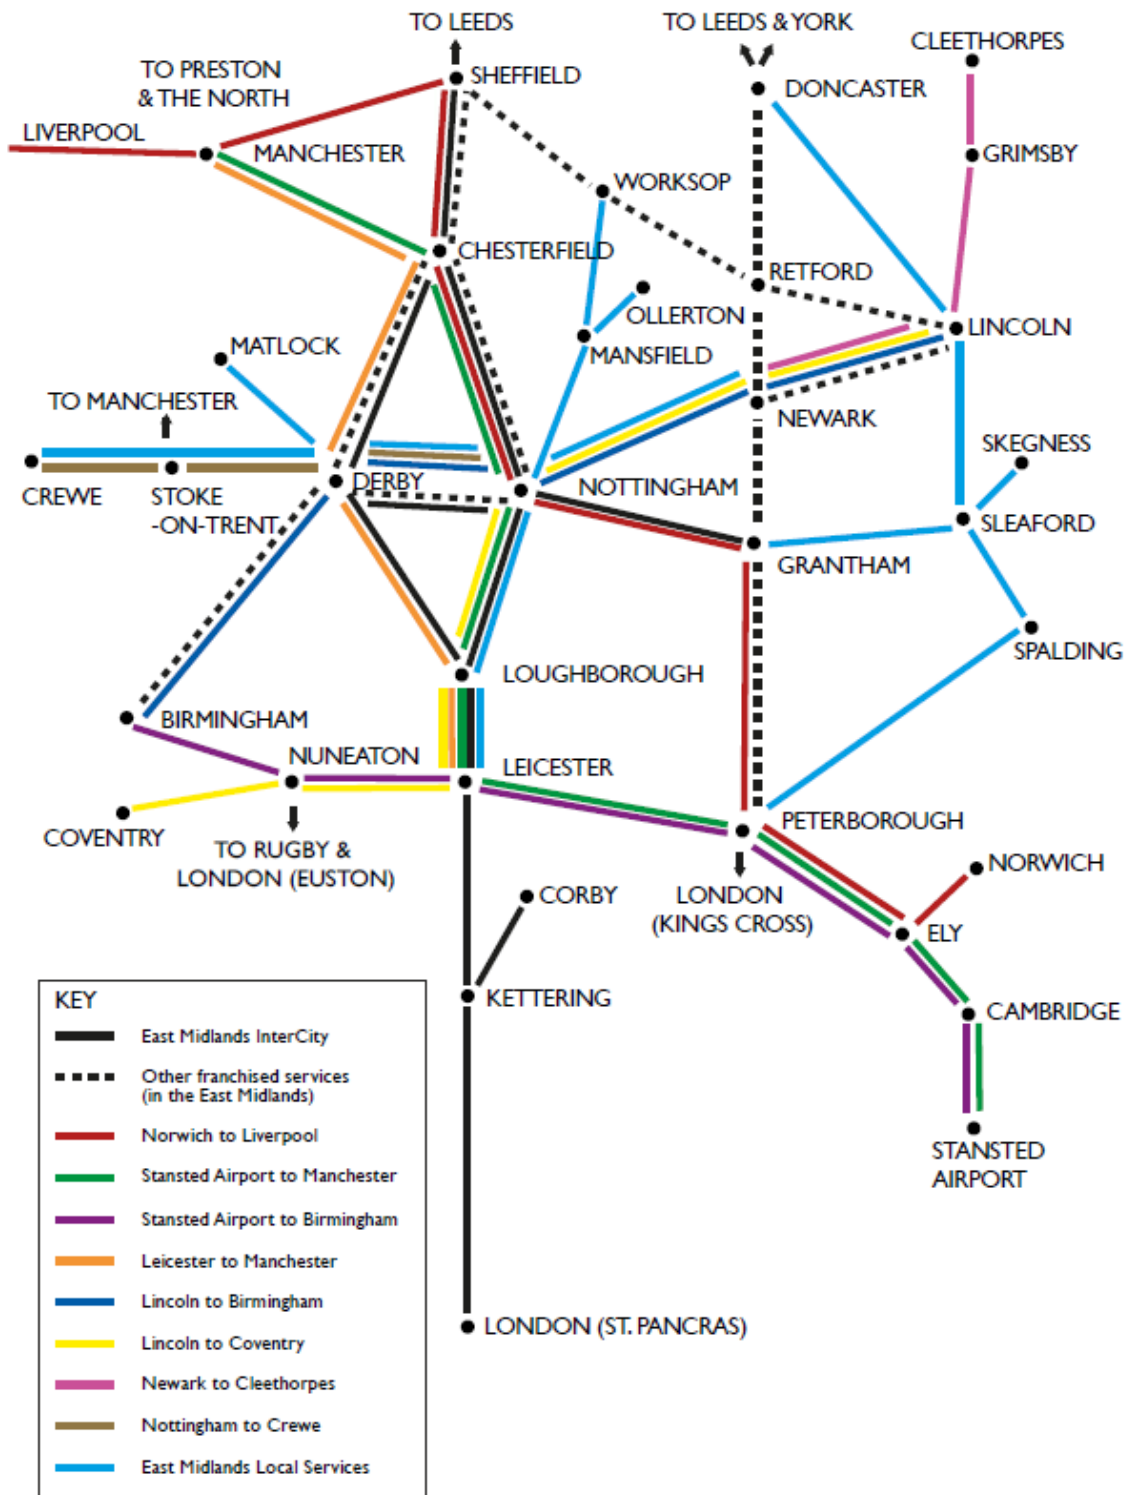 TO LEEDS
TO LEEDS & YORK
CLEETHORPES
TO PRESTON
& THE NORTH
SHEFFIELD
DONCASTER
LIVERPOOL
MANCHESTER
GRIMSBY
WORKSOP
CHESTERFIELD
RETFORD
OLLERTON
LINCOLN
MATLOCK
MANSFIELD
TO MANCHESTER
NEWARK
SKEGNESS
CREWE
STOKE
-ON-TRENT
DERBY
NOTTINGHAM
SLEAFORD
GRANTHAM
SPALDING
LOUGHBOROUGH
BIRMINGHAM
NUNEATON
LEICESTER
COVENTRY
TO RUGBY &
LONDON (EUSTON)
PETERBOROUGH
NORWICH
CORBY
LONDON
(KINGS CROSS)
ELY
KETTERING
CAMBRIDGE
STANSTED
AIRPORT
LONDON (ST. PANCRAS)
KEY
East Midlands InterCity
Other franchised services
(in the East Midlands)
Norwich to Liverpool
Stansted Airport to Manchester
Stansted Airport to Birmingham
Leicester to Manchester
Lincoln to Birmingham
Lincoln to Coventry
Newark to Cleethorpes
Nottingham to Crewe
East Midlands Local Services